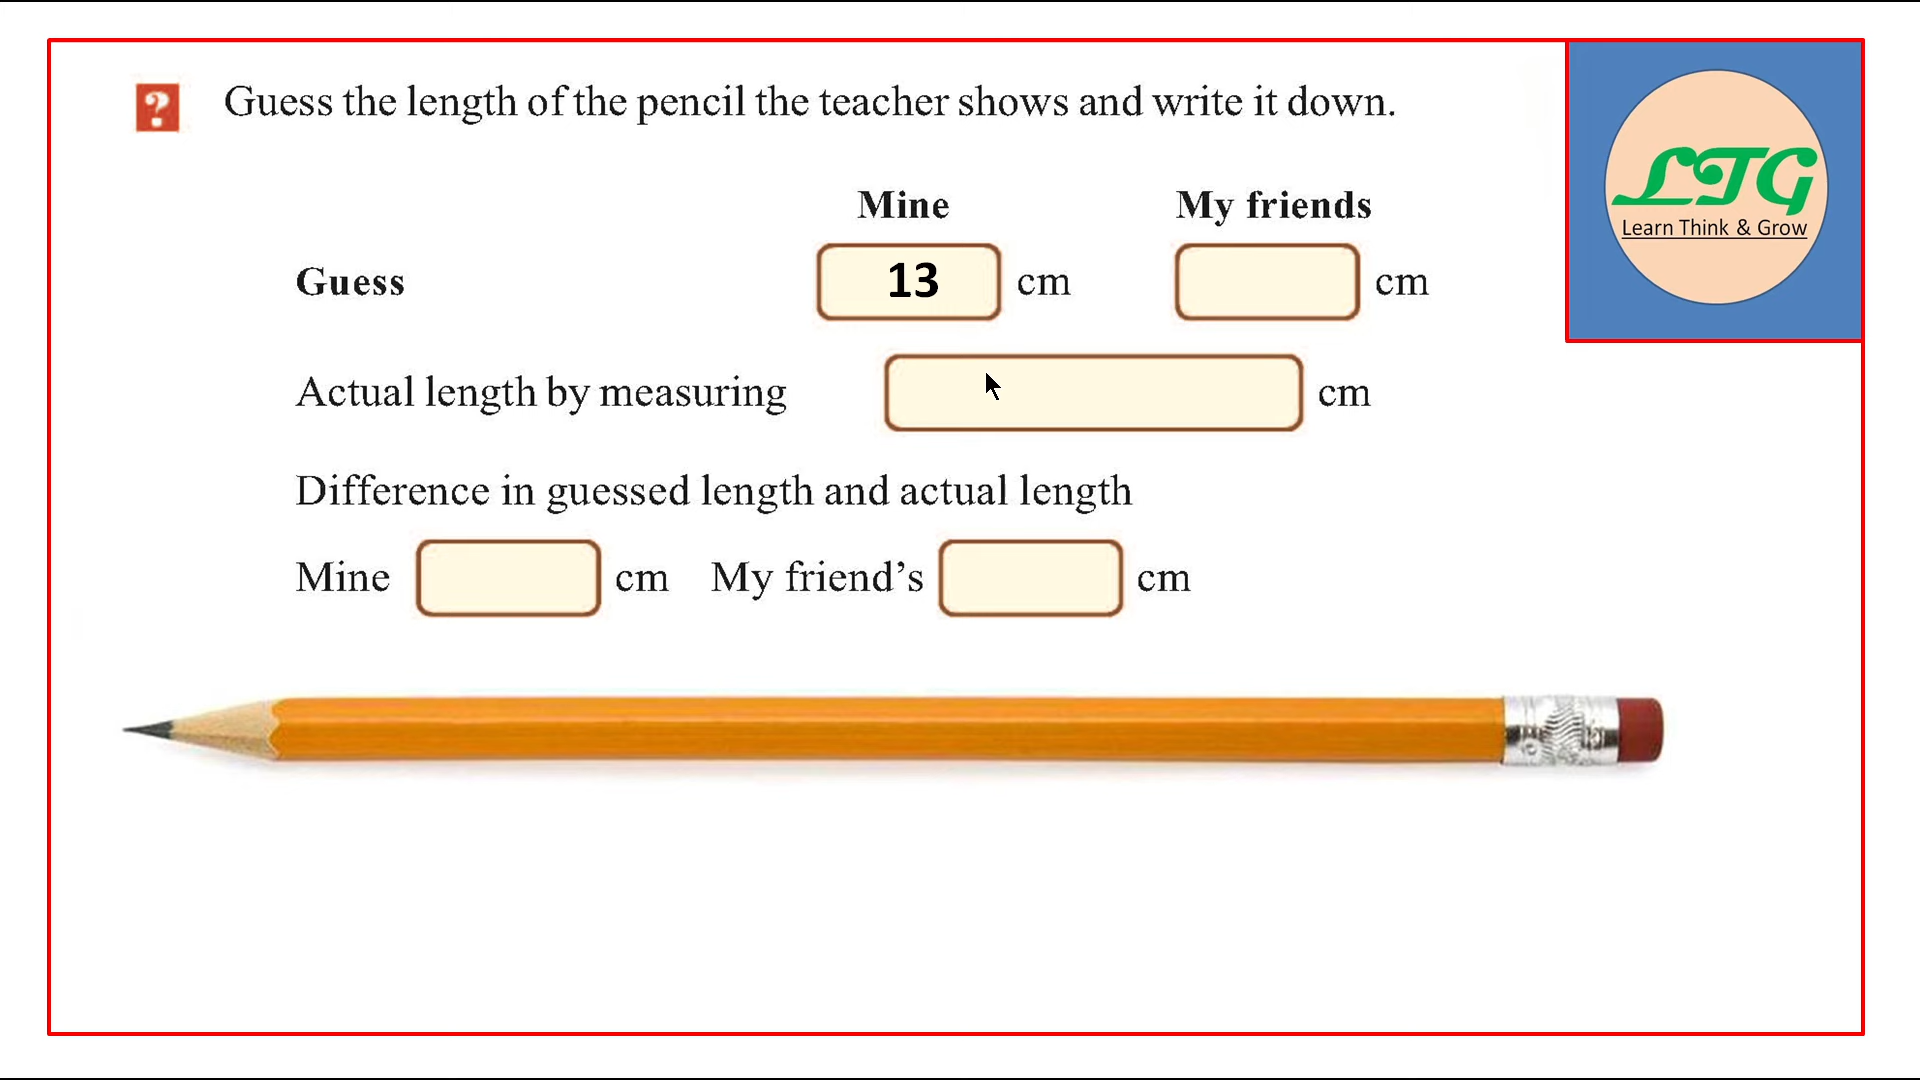 ? Guess the length of the pencil the teacher shows and write it down.
LTG
Learn Think & Grow
Mine My friends
Guess 13 cm cm
Actual length by measuring cm
Difference in guessed length and actual length
Mine cm My friend’s cm